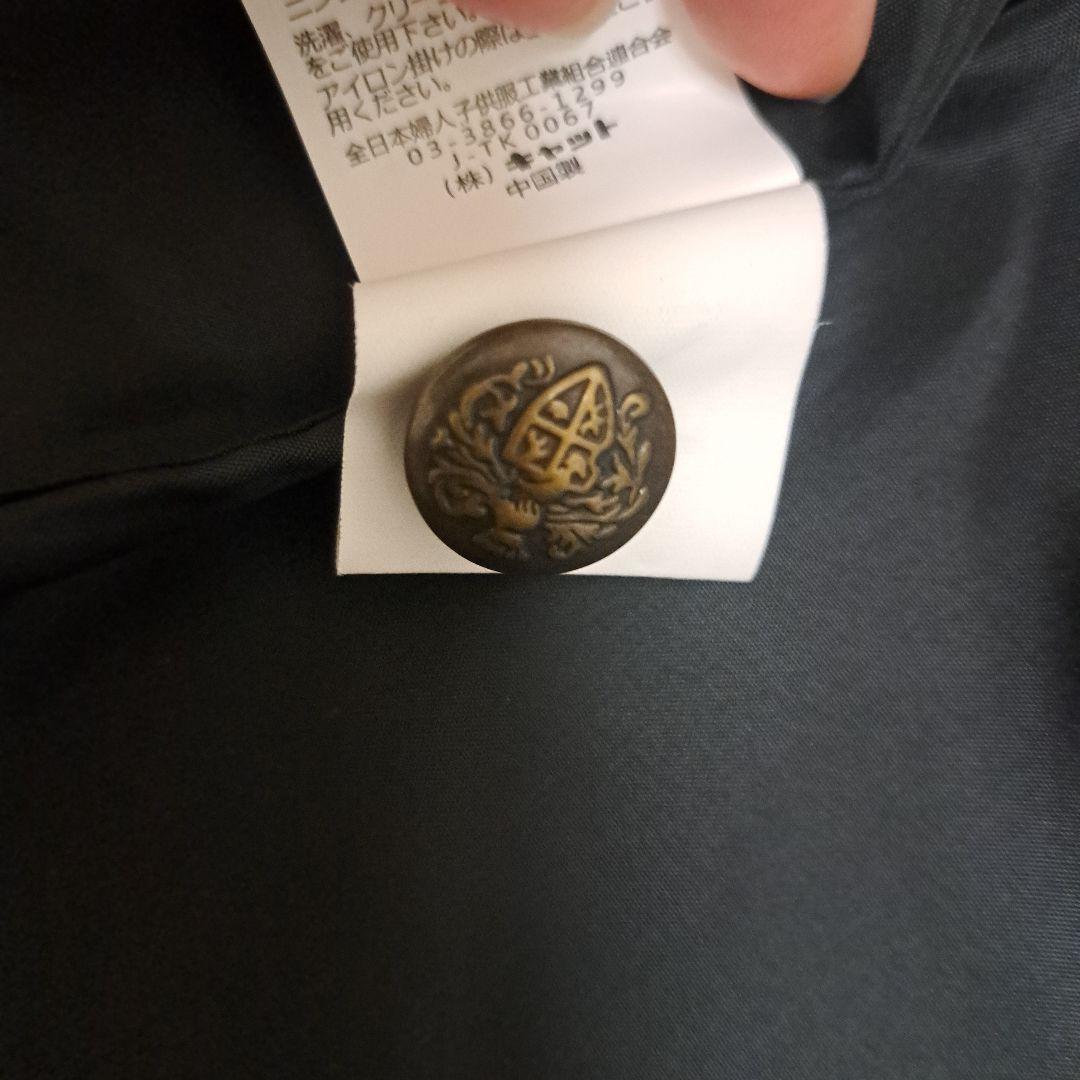 洗濯、クリー
をご使用下さい。
アイロン掛けの際は
用ください。
全日本婦人子供服工業組合連合会
03-3866-1299
J-TK 0067
(株) キャット
中国製